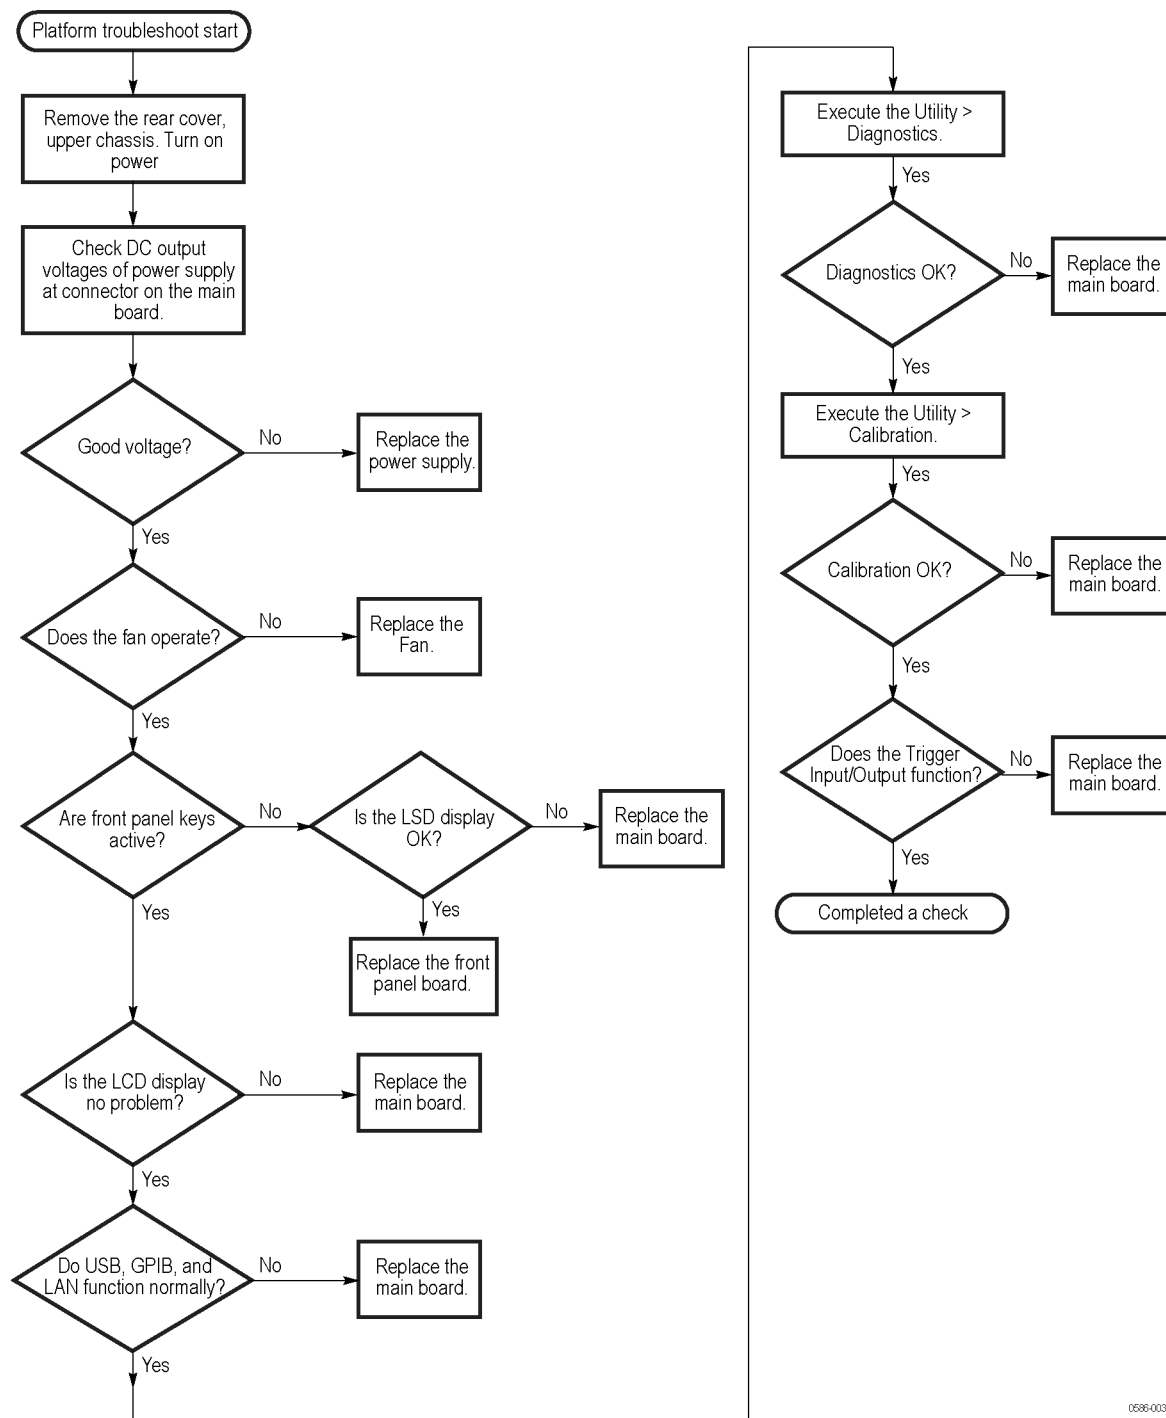 Platform troubleshoot start
Remove the rear cover,
upper chassis. Turn on
power
Check DC output
voltages of power supply
at connector on the main
board.
Good voltage?
No
Replace the
power supply.
Yes
Does the fan operate?
No
Replace the
Fan.
Yes
Are front panel keys
active?
No
Is the LSD display
OK?
No
Replace the
main board.
Yes
Replace the front
panel board.
Yes
Is the LCD display
no problem?
No
Replace the
main board.
Yes
Do USB, GPIB, and
LAN function normally?
No
Replace the
main board.
Yes
Execute the Utility >
Diagnostics.
Yes
Diagnostics OK?
No
Replace the
main board.
Yes
Execute the Utility >
Calibration.
Yes
Calibration OK?
No
Replace the
main board.
Yes
Does the Trigger
Input/Output function?
No
Replace the
main board.
Yes
Completed a check
0586-003